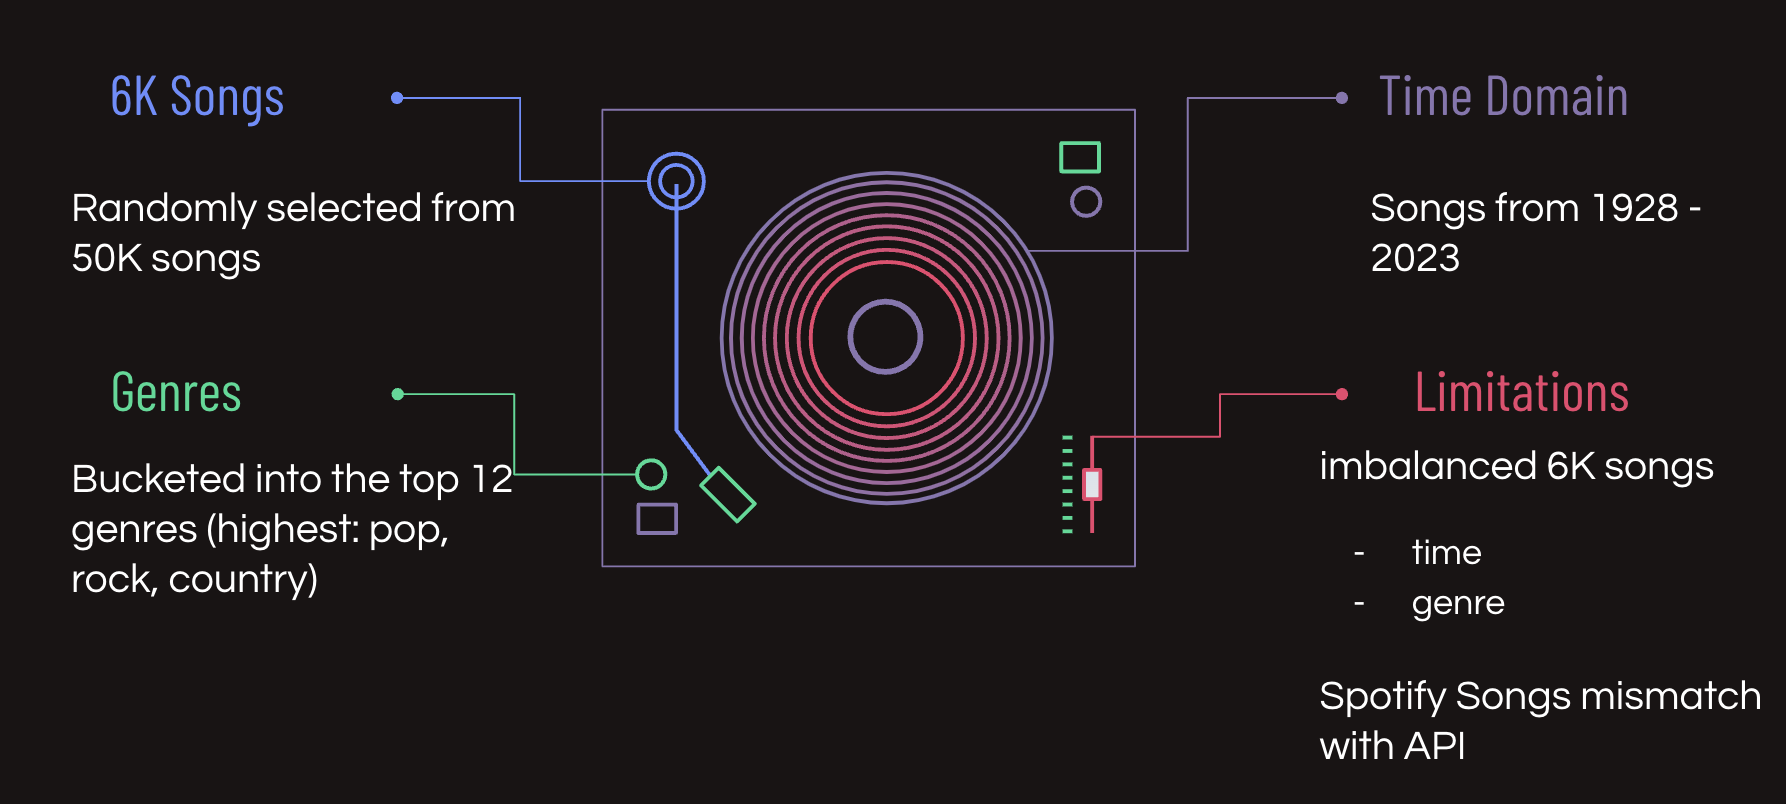 6K Songs
Randomly selected from
50K songs
Genres
Bucketed into the top 12
genres (highest: pop,
rock, country)
Time Domain
Songs from 1928 -
2023
Limitations
imbalanced 6K songs
- time
- genre
Spotify Songs mismatch
with API